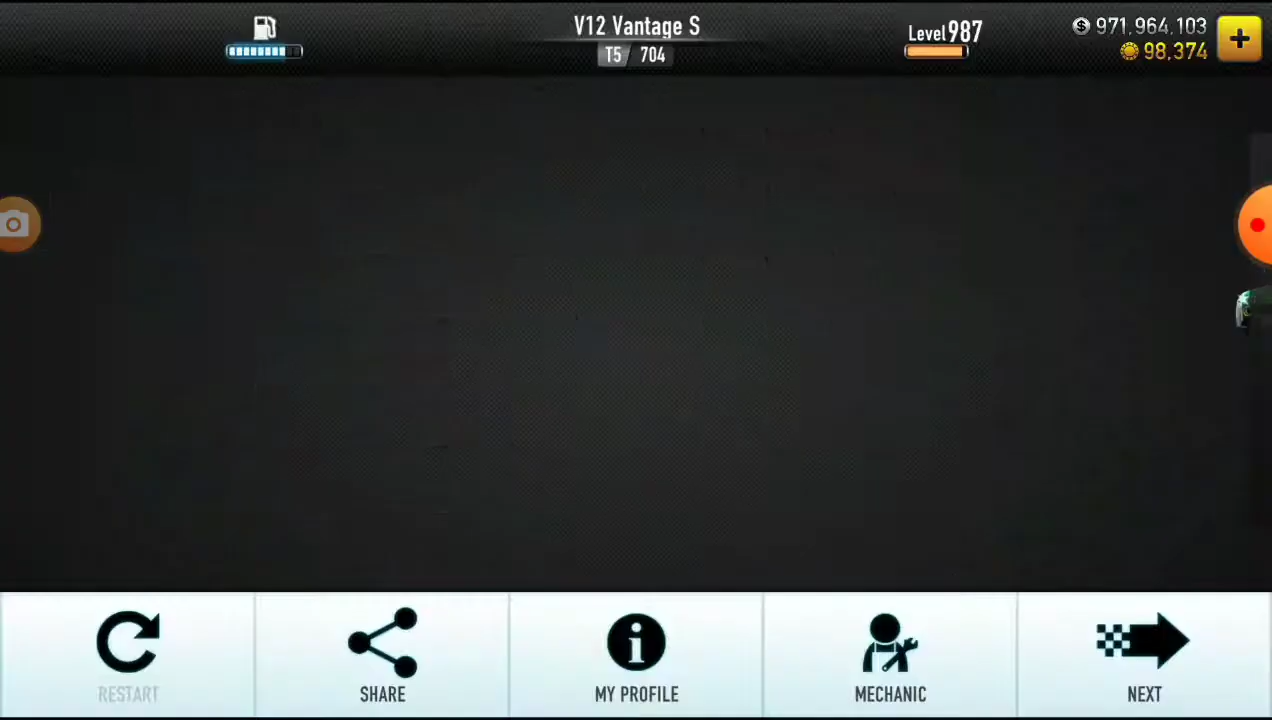 V12 Vantage S
T5 704
Level 987
971,964,103
98,374
RESTART
SHARE
MY PROFILE
MECHANIC
NEXT